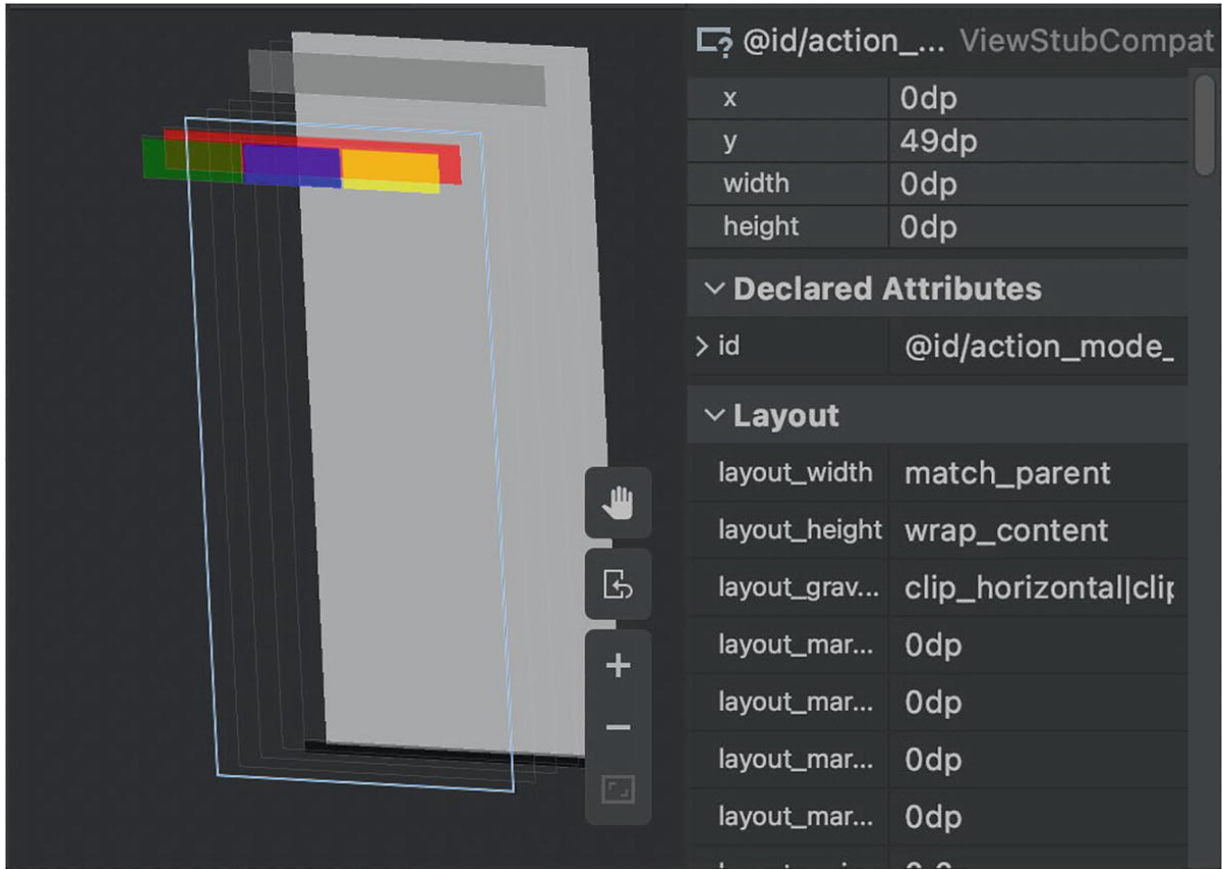 @id/action_... ViewStubCompat
x 0dp
y 49dp
width 0dp
height 0dp
Declared Attributes
id @id/action_mode_
Layout
layout_width match_parent
layout_height wrap_content
layout_grav... clip_horizontal|clip
layout_mar... 0dp
layout_mar... 0dp
layout_mar... 0dp
layout_mar... 0dp